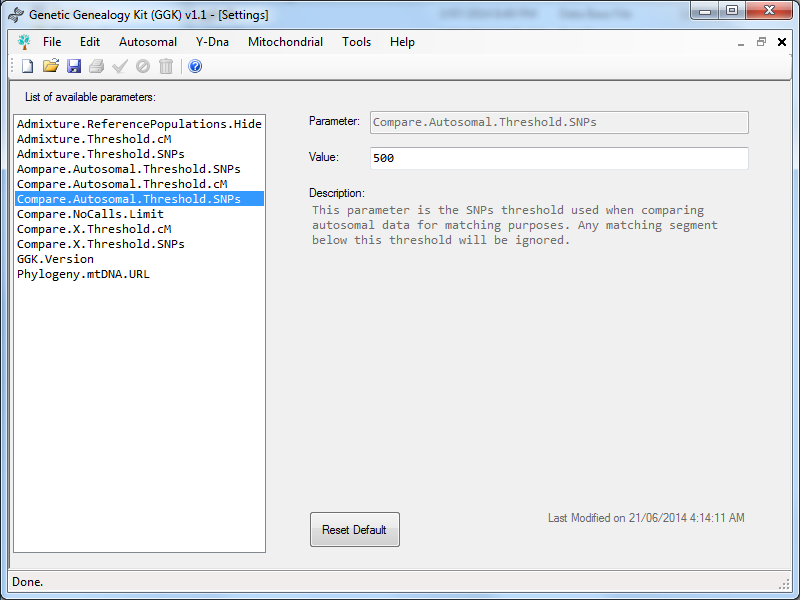 Genetic Genealogy Kit (GGK) v1.1 - [Settings]
File Edit Autosomal Y-Dna Mitochondrial Tools Help
List of available parameters:
Admixture.ReferencePopulations.Hide
Admixture.Threshold.cM
Admixture.Threshold.SNPs
Aompare.Autosomal.Threshold.SNPs
Compare.Autosomal.Threshold.cM
Compare.Autosomal.Threshold.SNPs
Compare.NoCalls.Limit
Compare.X.Threshold.cM
Compare.X.Threshold.SNPs
GGK.Version
Phylogeny.mtDNA.URL
Parameter: Compare.Autosomal.Threshold.SNPs
Value: 500
Description:
This parameter is the SNPs threshold used when comparing
autosomal data for matching purposes. Any matching segment
below this threshold will be ignored.
Reset Default
Last Modified on 21/06/2014 4:14:11 AM
Done.